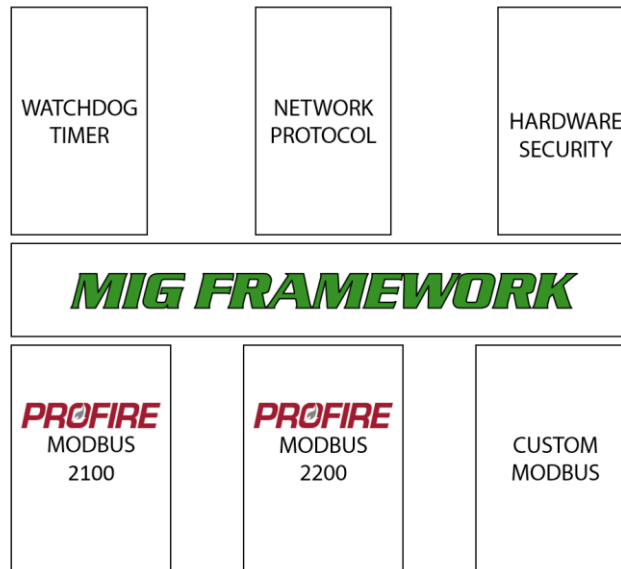 WATCHDOG
TIMER
NETWORK
PROTOCOL
HARDWARE
SECURITY
MIG FRAMEWORK
PROFIRE
MODBUS
2100
PROFIRE
MODBUS
2200
CUSTOM
MODBUS